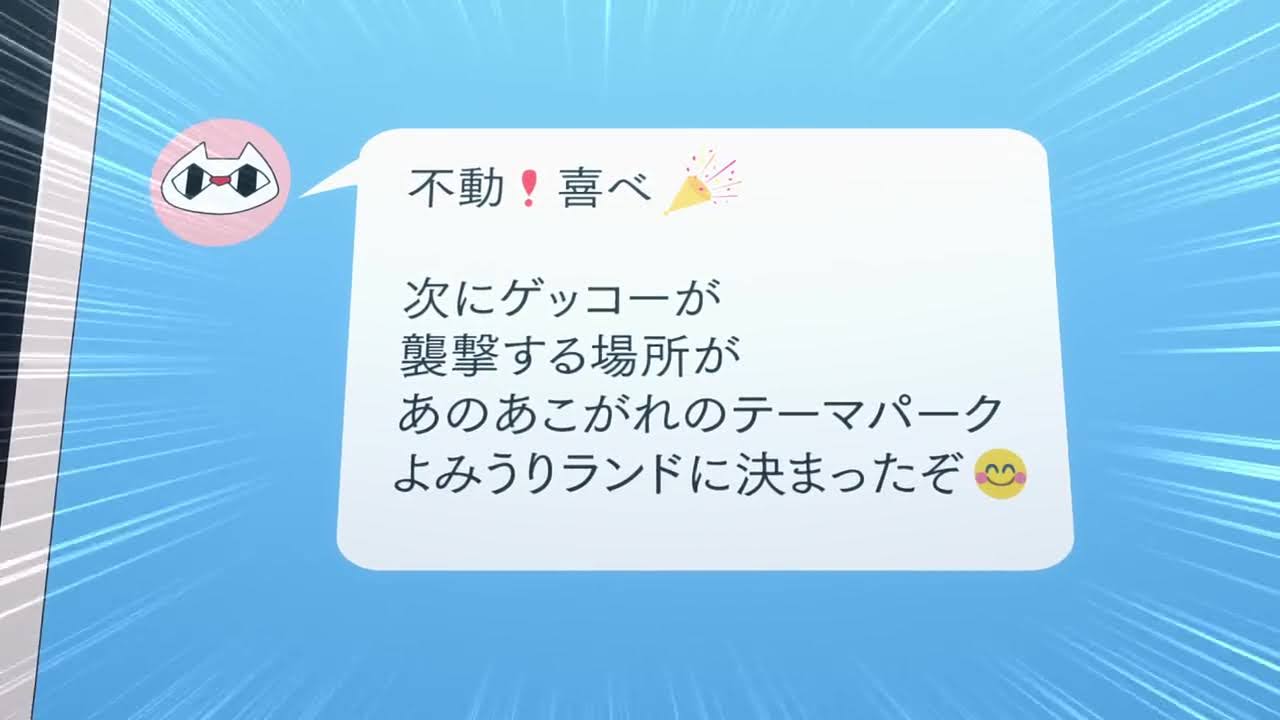 不動❗喜べ🎉
次にゲッコーが
襲撃する場所が
あのあこがれのテーマパーク
よみうりランドに決まったぞ😊